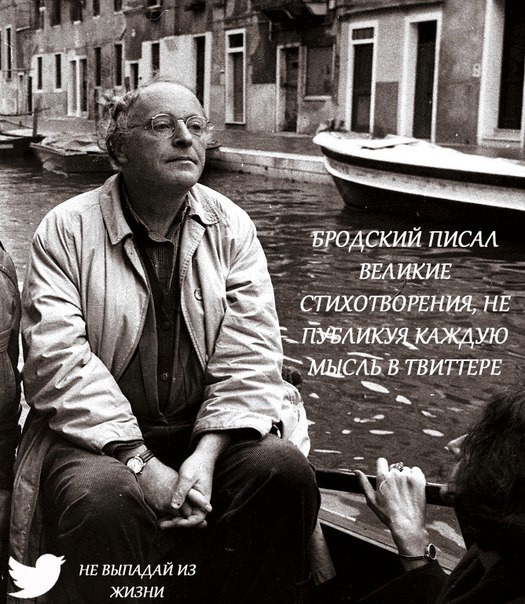 БРОДСКИЙ ПИСАЛ
ВЕЛИКИЕ
СТИХОТВОРЕНИЯ, НЕ
ПУБЛИКУЯ КАЖДУЮ
МЫСЛЬ В ТВИТТЕРЕ
НЕ ВЫПАДАЙ ИЗ
ЖИЗНИ